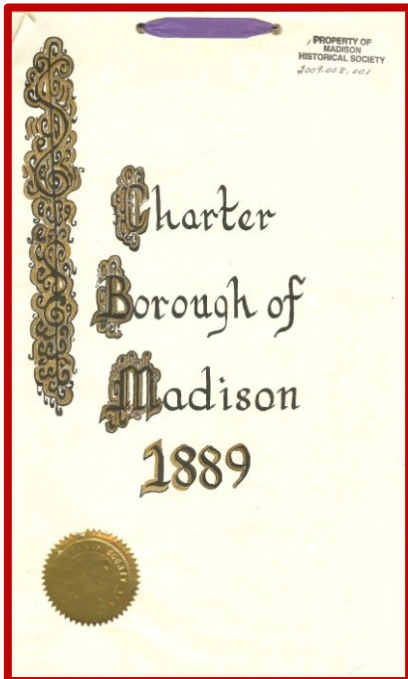 PROPERTY OF
MADISON
HISTORICAL SOCIETY
2009.008.001
Charter
Borough of
Madison
1889